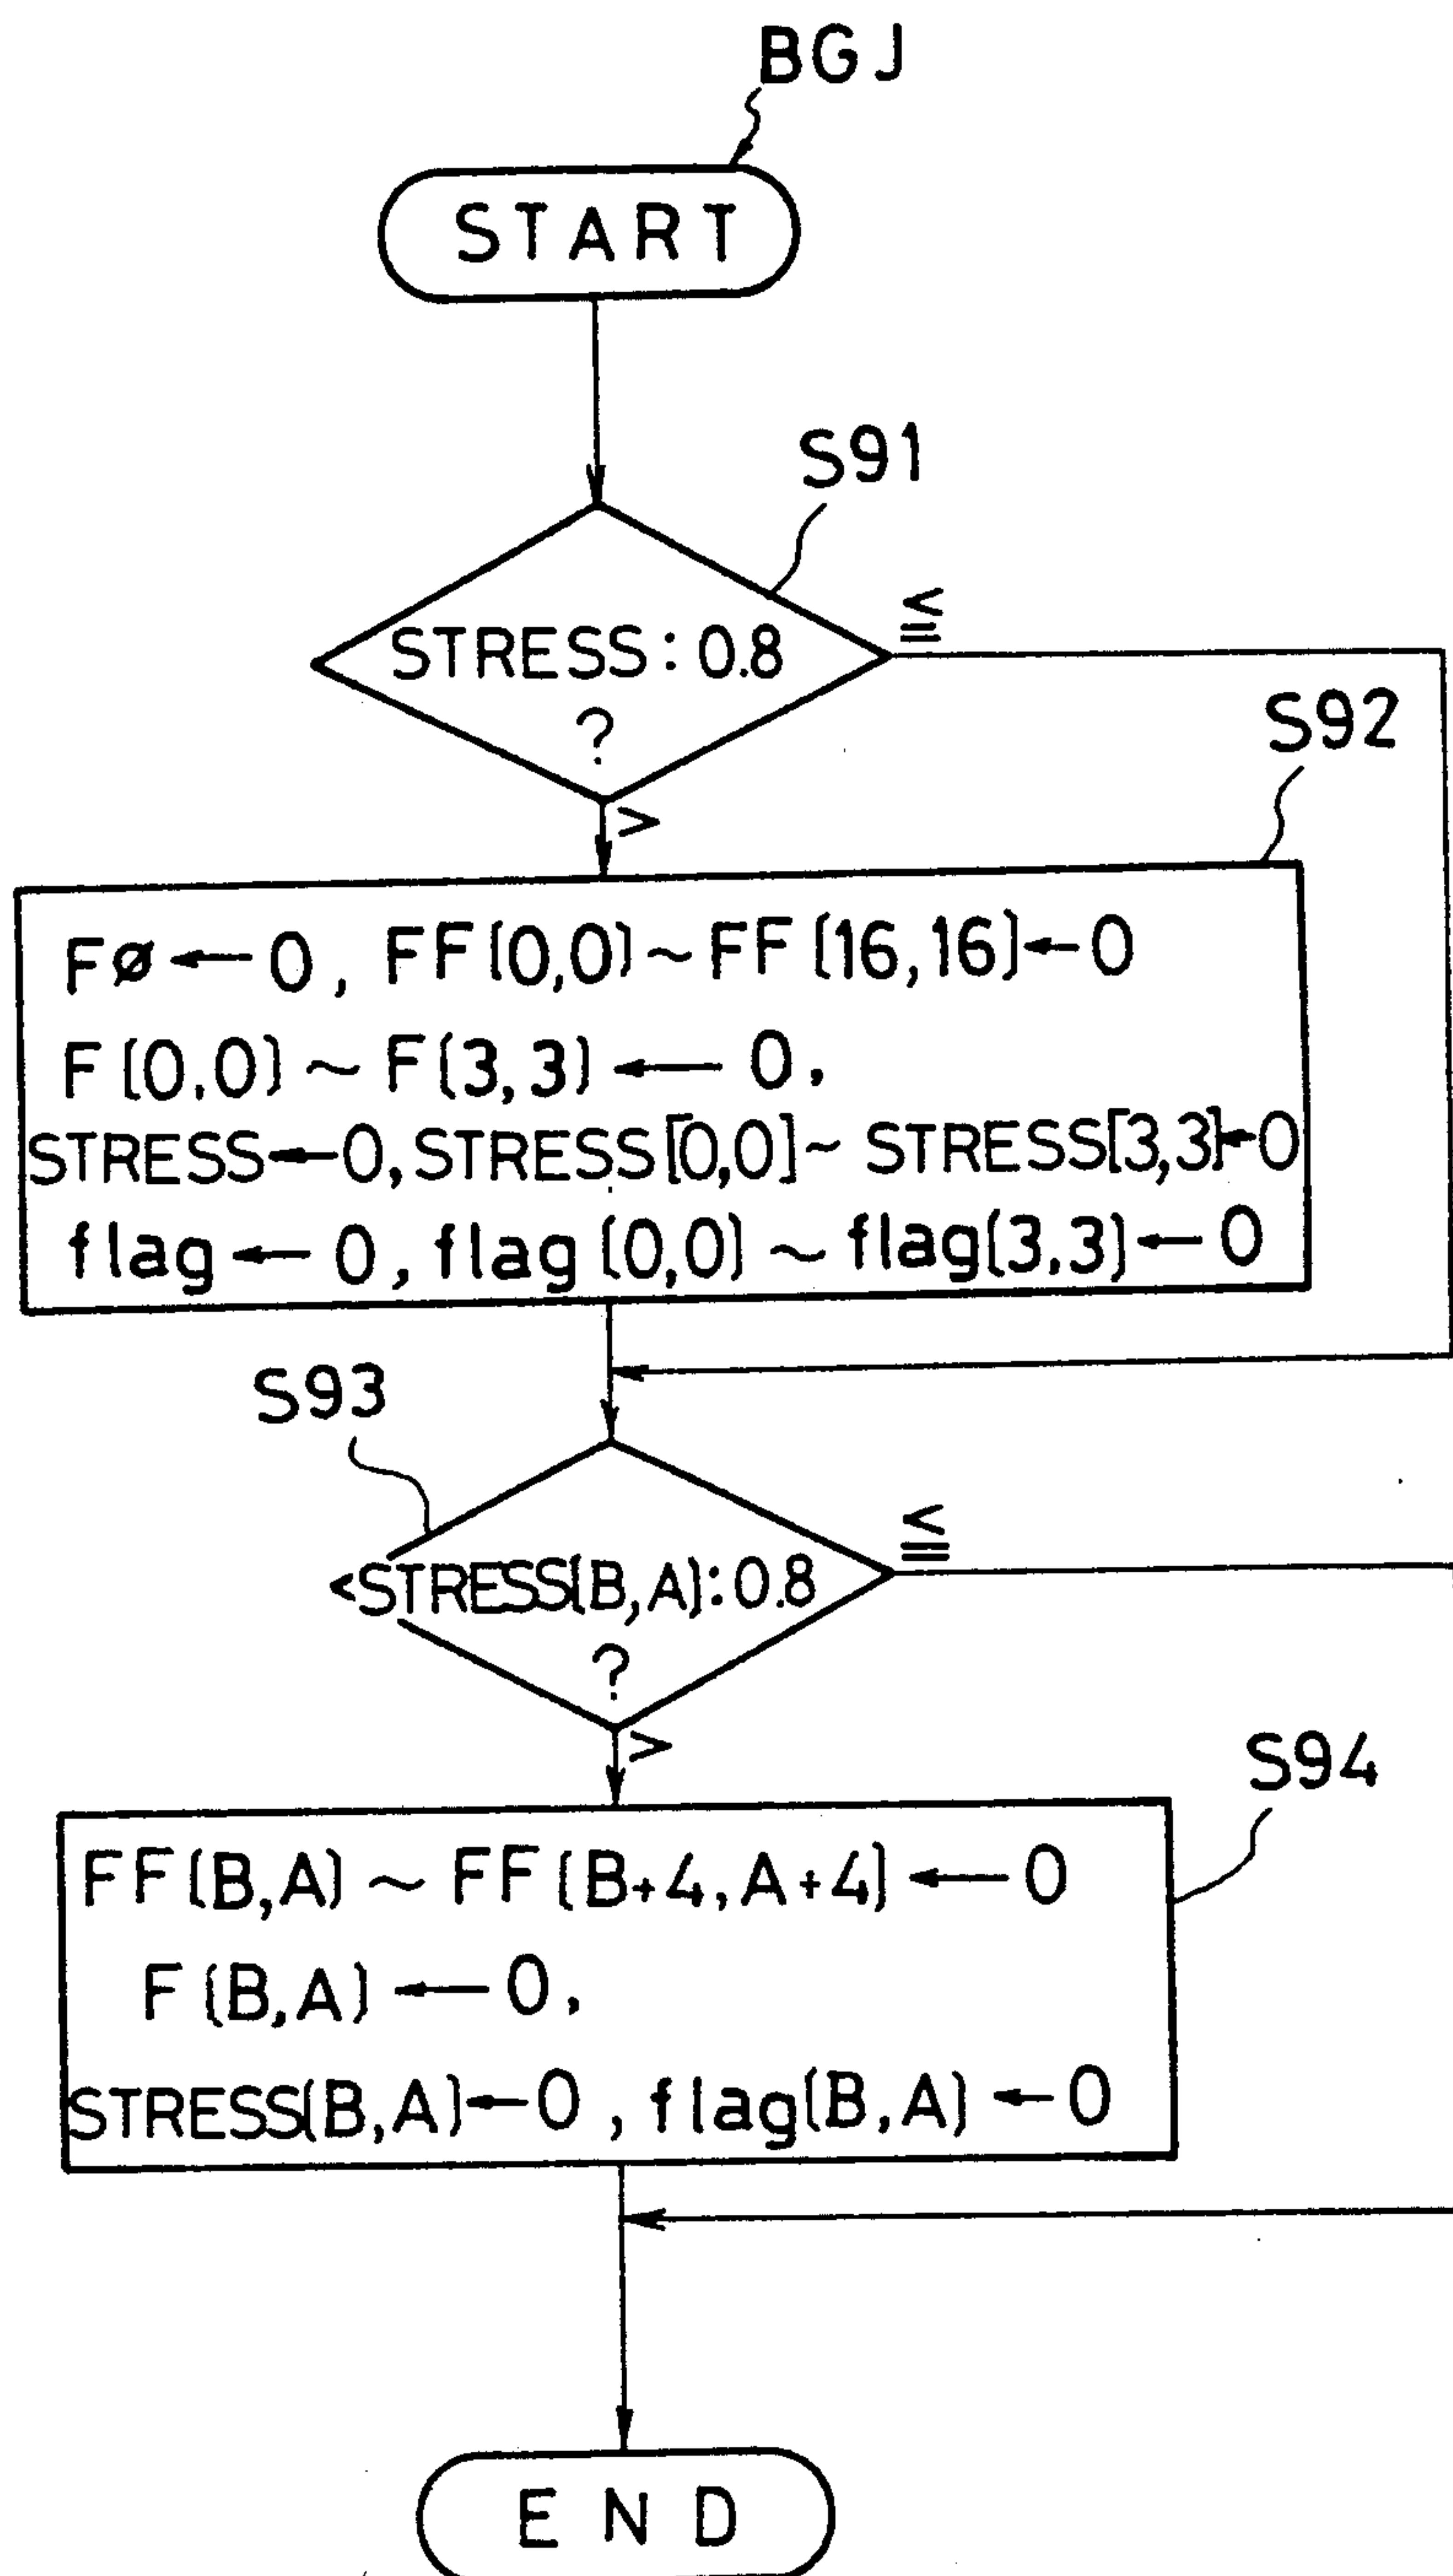 BGJ
START
S91
≦
STRESS:0.8
?
S92
>
Fø←0, FF(0,0)~FF(16,16)←0
F(0,0)~F(3,3)←0,
STRESS←0,STRESS[0,0]~STRESS[3,3]←0
flag←0,flag(0,0)~flag(3,3)←0
S93
≦
<STRESS(B,A):0.8
?
>
S94
FF(B,A)~FF(B+4,A+4)←0
F(B,A)←0,
STRESS(B,A)←0,flag(B,A)←0
END